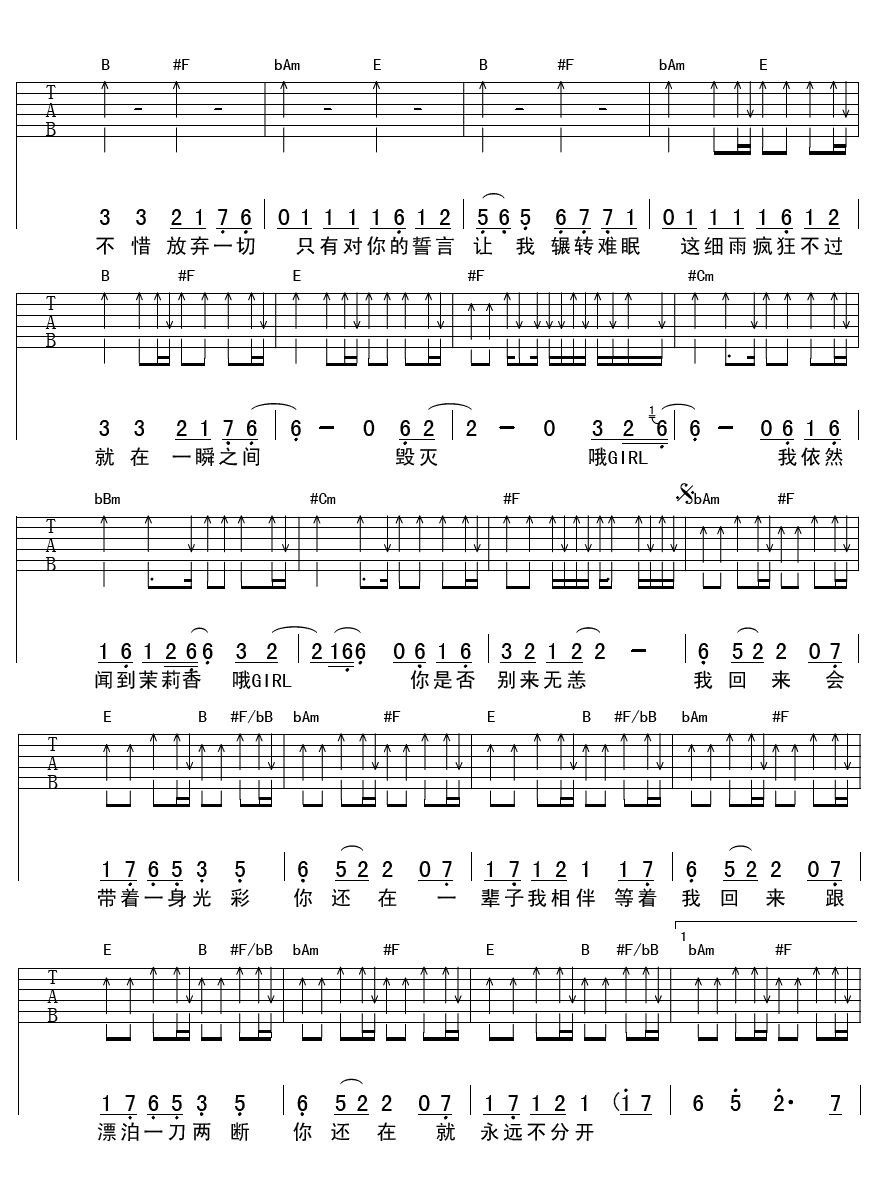 B #F bAm E B #F bAm E
T
A
B
3 3 2 1 7 6 0 1 1 1 1 6 1 2 5 6 5 6 7 7 1 0 1 1 1 1 6 1 2
不 惜 放弃一切 只有对你的誓言 让 我 辗转难眠 这细雨疯狂不过
B #F E #F #Cm
T
A
B
3 3 2 1 7 6 6 — 0 6 2 2 — 0 3 2 1 6 6 — 0 6 1 6
就 在 一瞬之间 毁灭 哦GIRL 我依然
bBm #Cm #F bAm #F
T
A
B
1 6 1 2 6 6 3 2 2 1 6 6 0 6 1 6 3 2 1 2 2 — 6 5 2 2 0 7
闻到茉莉香 哦GIRL 你是否 别来无恙 我 回 来 会
E B #F/bB bAm #F E B #F/bB bAm #F
T
A
B
1 7 6 5 3 5 6 5 2 2 0 7 1 7 1 2 1 1 7 6 5 2 2 0 7
带着一身光 彩 你 还 在 一 辈子我相伴 等着 我 回 来 跟
1
E B #F/bB bAm #F E B #F/bB bAm #F
T
A
B
1 7 6 5 3 5 6 5 2 2 0 7 1 7 1 2 1 (1 7 6 5 2· 7
漂泊一刀两 断 你 还 在 就 永远不分开